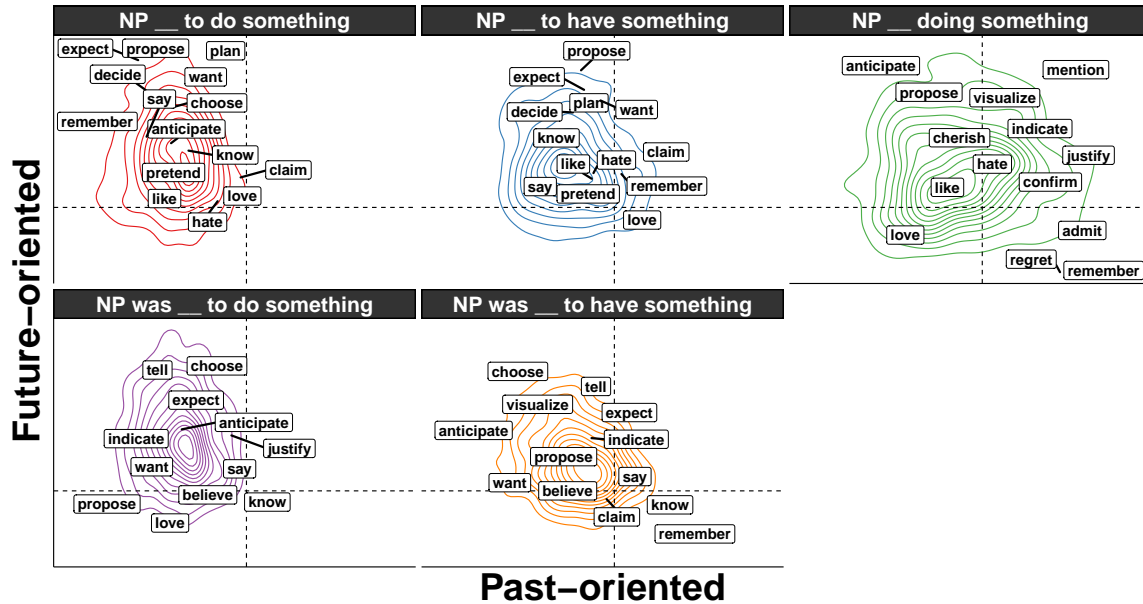 NP __ to do something
NP __ to have something
NP __ doing something
expect
propose
plan
decide
want
say
choose
remember
anticipate
know
claim
pretend
like
love
hate
propose
expect
plan
want
decide
know
claim
like
hate
say
pretend
remember
love
anticipate
mention
propose
visualize
indicate
cherish
justify
hate
like
confirm
love
admit
regret
remember
Future−oriented
NP was __ to do something
NP was __ to have something
tell
choose
expect
anticipate
indicate
justify
want
say
believe
propose
know
love
choose
tell
visualize
expect
anticipate
indicate
propose
want
say
believe
know
claim
remember
Past−oriented